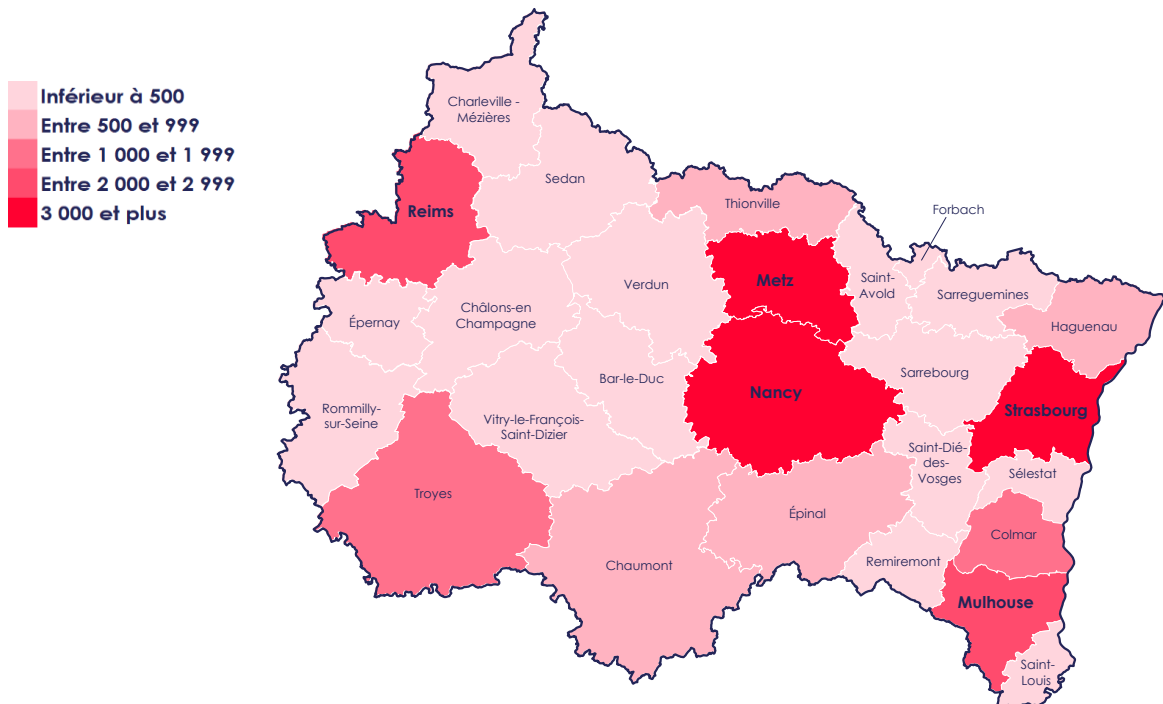 Inférieur à 500
Entre 500 et 999
Entre 1 000 et 1 999
Entre 2 000 et 2 999
3 000 et plus
Charleville -
Mézières
Sedan
Reims
Thionville
Forbach
Metz
Saint-
Avold
Verdun
Sarreguemines
Châlons-en
Champagne
Épernay
Haguenau
Sarrebourg
Bar-le-Duc
Nancy
Strasbourg
Rommilly-
sur-Seine
Vitry-le-François-
Saint-Dizier
Saint-Dié-
des-
Vosges
Sélestat
Troyes
Épinal
Colmar
Chaumont
Remiremont
Mulhouse
Saint-
Louis